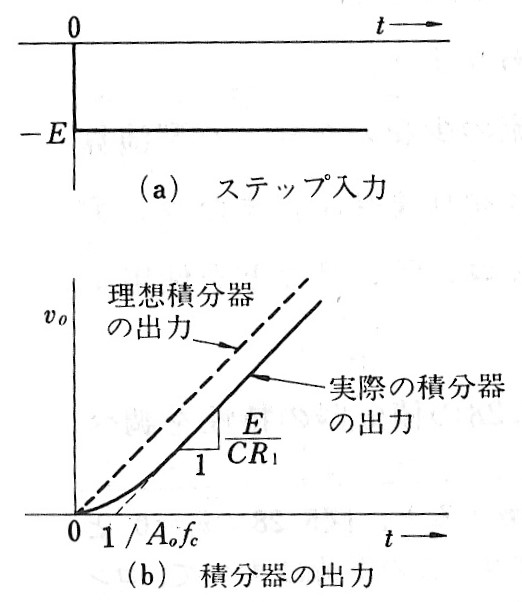 0
t
−E
(a) ステップ入力
理想積分器
の出力
v₀
実際の積分器
の出力
E
1
CR₁
0
1 / A₀f꜀
t
(b) 積分器の出力